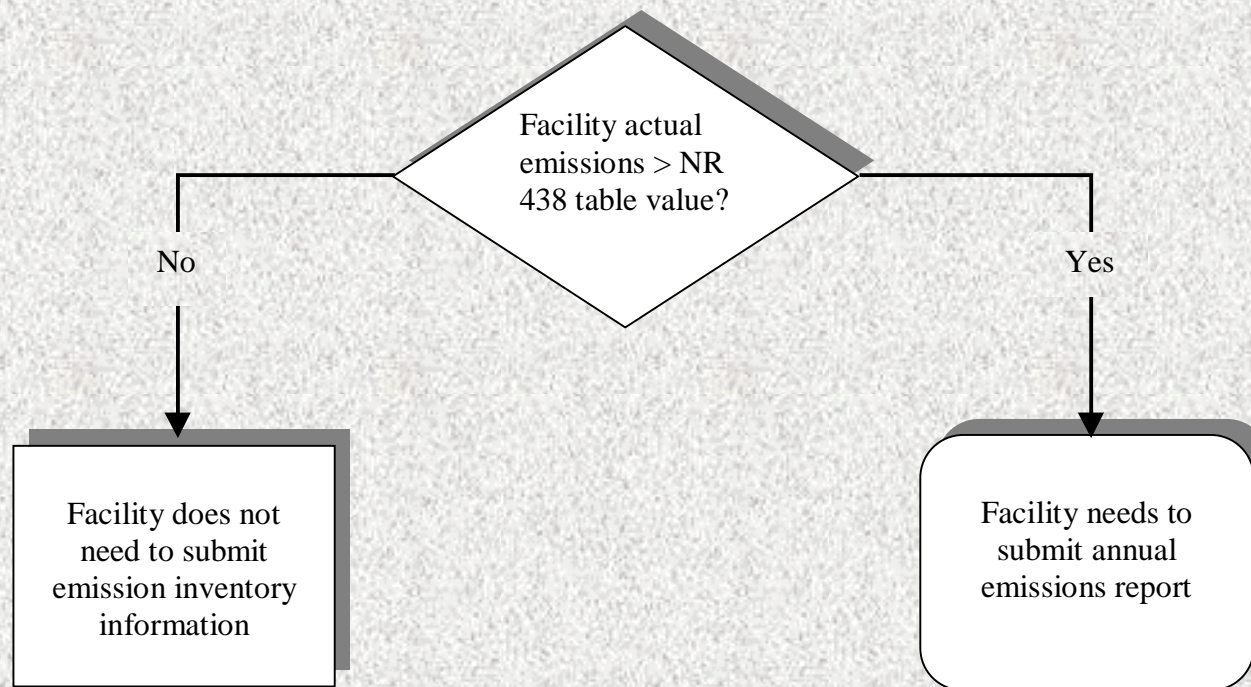 Facility actual
emissions > NR
438 table value?
No
Yes
Facility does not
need to submit
emission inventory
information
Facility needs to
submit annual
emissions report